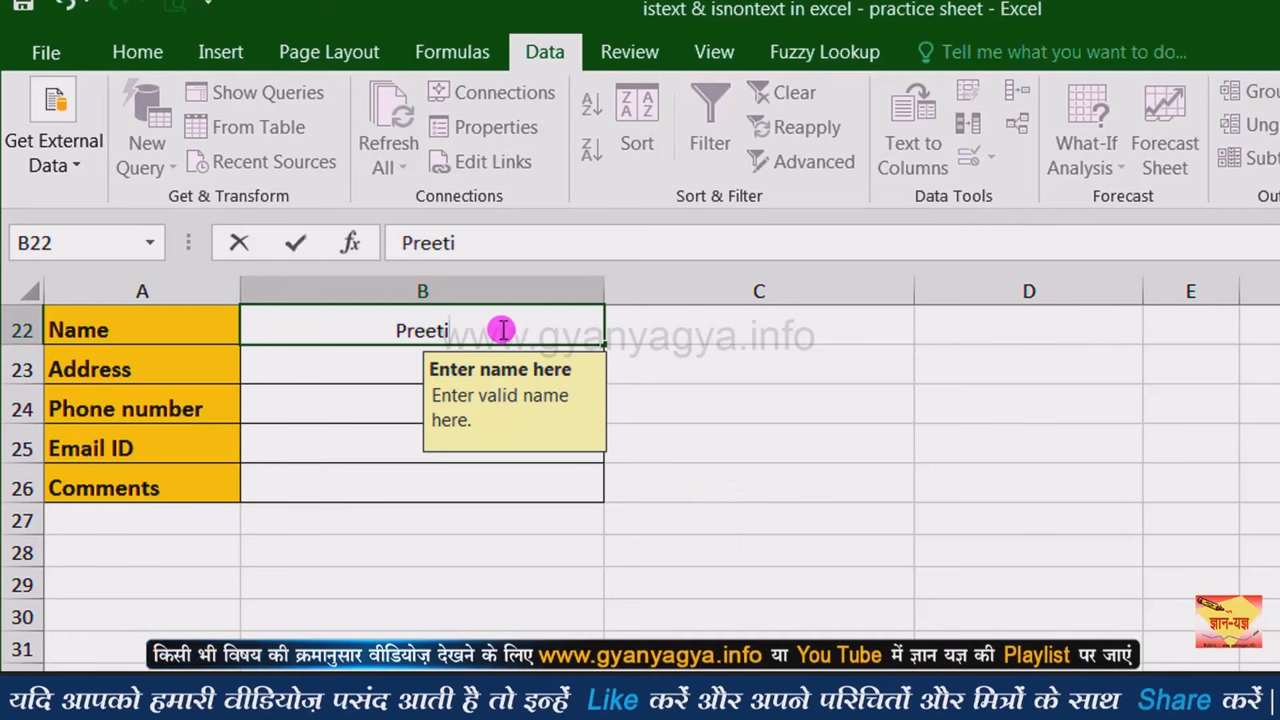 istext & isnontext in excel - practice sheet - Excel
File Home Insert Page Layout Formulas Data Review View Fuzzy Lookup Tell me what you want to do...
Get External Data
New Query
Show Queries
From Table
Recent Sources
Get & Transform
Refresh All
Connections
Properties
Edit Links
Connections
Sort
Filter
Clear
Reapply
Advanced
Sort & Filter
Text to Columns
Data Tools
What-If Analysis
Forecast Sheet
Forecast
B22
fx
Preeti
A B C D E
22 Name Preeti
www.gyanyagya.info
23 Address
Enter name here
Enter valid name
here.
24 Phone number
25 Email ID
26 Comments
27
28
29
30
31
ज्ञान-यज्ञ
किसी भी विषय की क्रमानुसार वीडियोज़ देखने के लिए www.gyanyagya.info या You Tube में ज्ञान यज्ञ की Playlist पर जाएं
यदि आपको हमारी वीडियोज़ पसंद आती है तो इन्हें Like करें और अपने परिचितों और मित्रों के साथ Share करें |